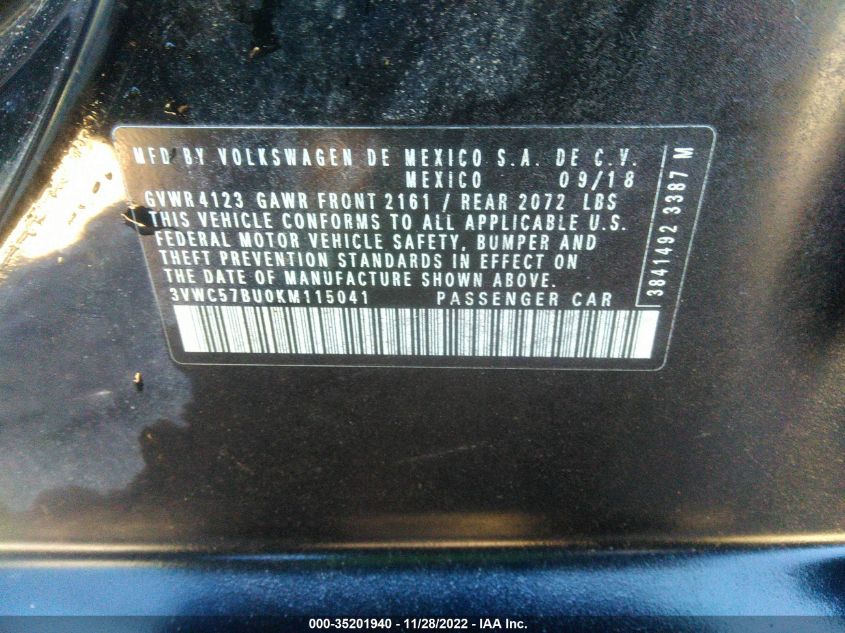 MFD BY VOLKSWAGEN DE MEXICO S.A. DE C.V.
MEXICO 09/18
GVWR 4123 GAWR FRONT 2161 / REAR 2072 LBS
THIS VEHICLE CONFORMS TO ALL APPLICABLE U.S.
FEDERAL MOTOR VEHICLE SAFETY, BUMPER AND
THEFT PREVENTION STANDARDS IN EFFECT ON
THE DATE OF MANUFACTURE SHOWN ABOVE.
3VWC57BU0KM115041 PASSENGER CAR
3841492 3387 M
000-35201940 - 11/28/2022 - IAA Inc.